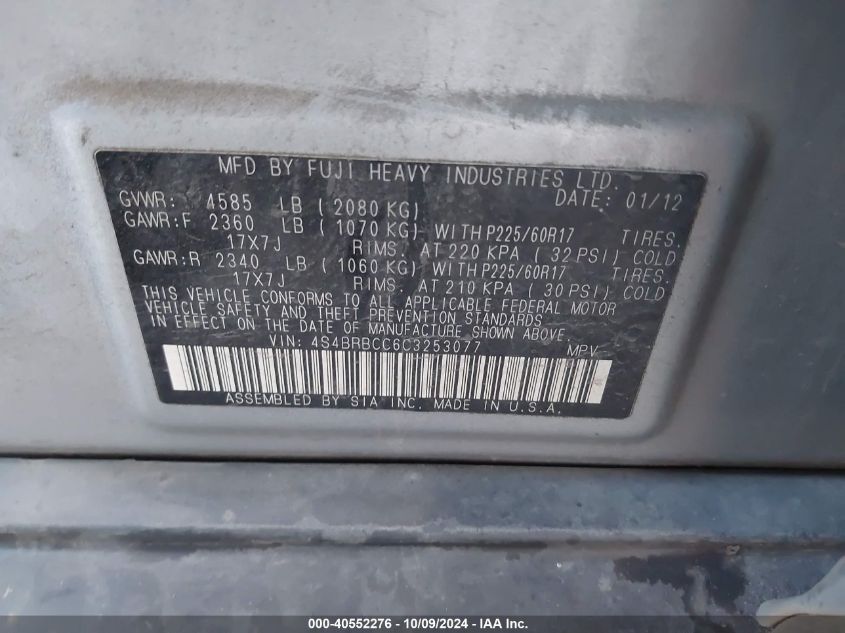 MFD BY FUJI HEAVY INDUSTRIES LTD.
DATE: 01/12
GVWR: 4585 LB ( 2080 KG)
GAWR:F 2360 LB ( 1070 KG) WITH P225/60R17 TIRES.
17X7J RIMS. AT 220 KPA ( 32 PSI) COLD
GAWR:R 2340 LB ( 1060 KG) WITH P225/60R17 TIRES.
17X7J RIMS. AT 210 KPA ( 30 PSI) COLD
THIS VEHICLE CONFORMS TO ALL APPLICABLE FEDERAL MOTOR
VEHICLE SAFETY AND THEFT PREVENTION STANDARDS
IN EFFECT ON THE DATE OF MANUFACTURE SHOWN ABOVE.
VIN: 4S4BRBCC6C3253077 MPV
ASSEMBLED BY SIA INC. MADE IN U.S.A.
000-40552276 - 10/09/2024 - IAA Inc.